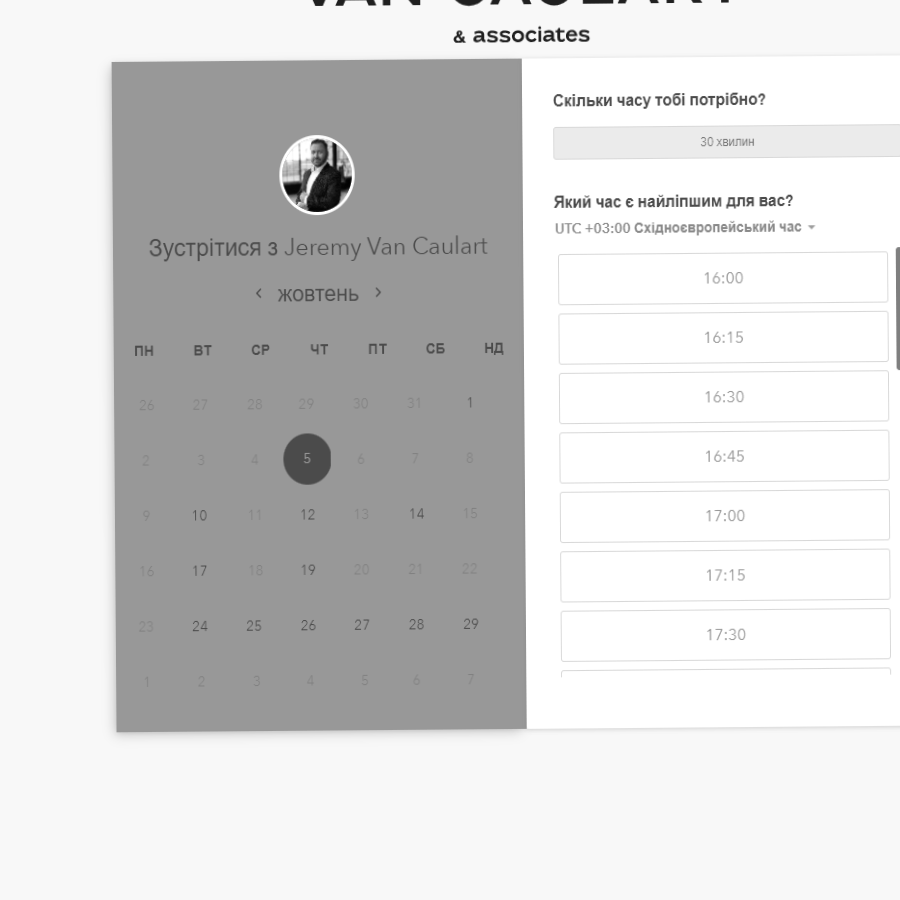 VAN CAULART
& associates
Зустрітися з Jeremy Van Caulart
жовтень
ПН ВТ СР ЧТ ПТ СБ НД
26 27 28 29 30 31 1
2 3 4 5 6 7 8
9 10 11 12 13 14 15
16 17 18 19 20 21 22
23 24 25 26 27 28 29
1 2 3 4 5 6 7
Скільки часу тобі потрібно?
30 хвилин
Який час є найліпшим для вас?
UTC +03:00 Східноєвропейський час
16:00
16:15
16:30
16:45
17:00
17:15
17:30